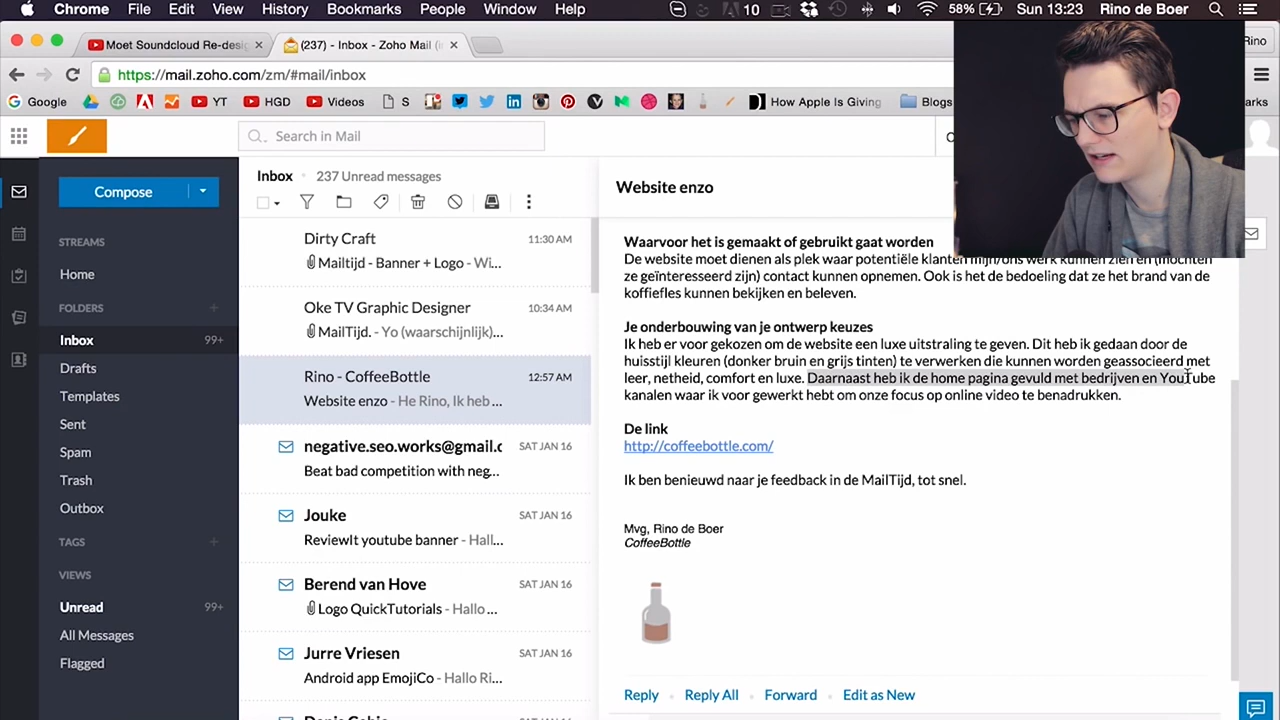 Chrome File Edit View History Bookmarks People Window Help 10 58% Sun 13:23 Rino de Boer
Moet Soundcloud Re-desig (237) - Inbox - Zoho Mail (i Rino
https://mail.zoho.com/zm/#mail/inbox
Google YT HGD Videos S How Apple Is Giving Blogs arks
Search in Mail
Compose
STREAMS
Home
FOLDERS
Inbox 99+
Drafts
Templates
Sent
Spam
Trash
Outbox
TAGS
VIEWS
Unread 99+
All Messages
Flagged
Inbox 237 Unread messages
Dirty Craft 11:30 AM
Mailtijd - Banner + Logo - Wi...
Oke TV Graphic Designer 10:34 AM
MailTijd. - Yo (waarschijnlijk)...
Rino - CoffeeBottle 12:57 AM
Website enzo - He Rino, Ik heb ...
negative.seo.works@gmail.c SAT JAN 16
Beat bad competition with neg...
Jouke SAT JAN 16
ReviewIt youtube banner - Hall...
Berend van Hove SAT JAN 16
Logo QuickTutorials - Hallo ...
Jurre Vriesen SAT JAN 16
Android app EmojiCo - Hallo Ri...
SAT JAN 16
Website enzo
Waarvoor het is gemaakt of gebruikt gaat worden
De website moet dienen als plek waar potentiële klanten mijn/ons werk kunnen zien en (mochten
ze geïnteresseerd zijn) contact kunnen opnemen. Ook is het de bedoeling dat ze het brand van de
koffiefles kunnen bekijken en beleven.
Je onderbouwing van je ontwerp keuzes
Ik heb er voor gekozen om de website een luxe uitstraling te geven. Dit heb ik gedaan door de
huisstijl kleuren (donker bruin en grijs tinten) te verwerken die kunnen worden geassocieerd met
leer, netheid, comfort en luxe. Daarnaast heb ik de home pagina gevuld met bedrijven en YouTube
kanalen waar ik voor gewerkt hebt om onze focus op online video te benadrukken.
De link
http://coffeebottle.com/
Ik ben benieuwd naar je feedback in de MailTijd, tot snel.
Mvg, Rino de Boer
CoffeeBottle
Reply Reply All Forward Edit as New